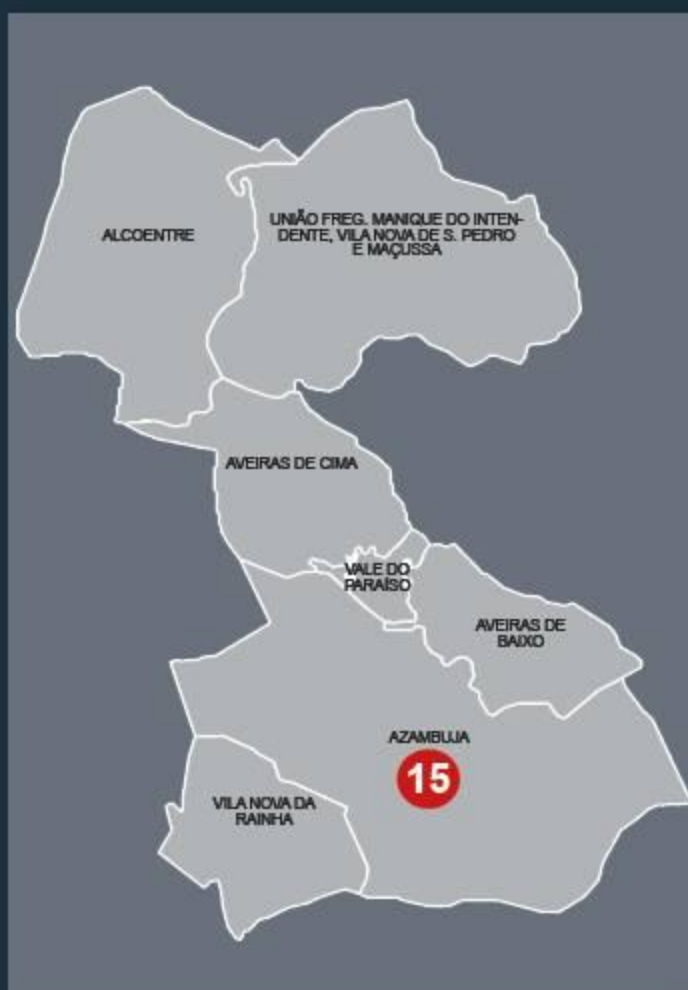 ALCOENTRE
UNIÃO FREG. MANIQUE DO INTEN-
DENTE, VILA NOVA DE S. PEDRO
E MAÇUSSA
AVEIRAS DE CIMA
VALE DO
PARAÍSO
AVEIRAS DE
BAIXO
AZAMBUJA
15
VILA NOVA DA
RAINHA